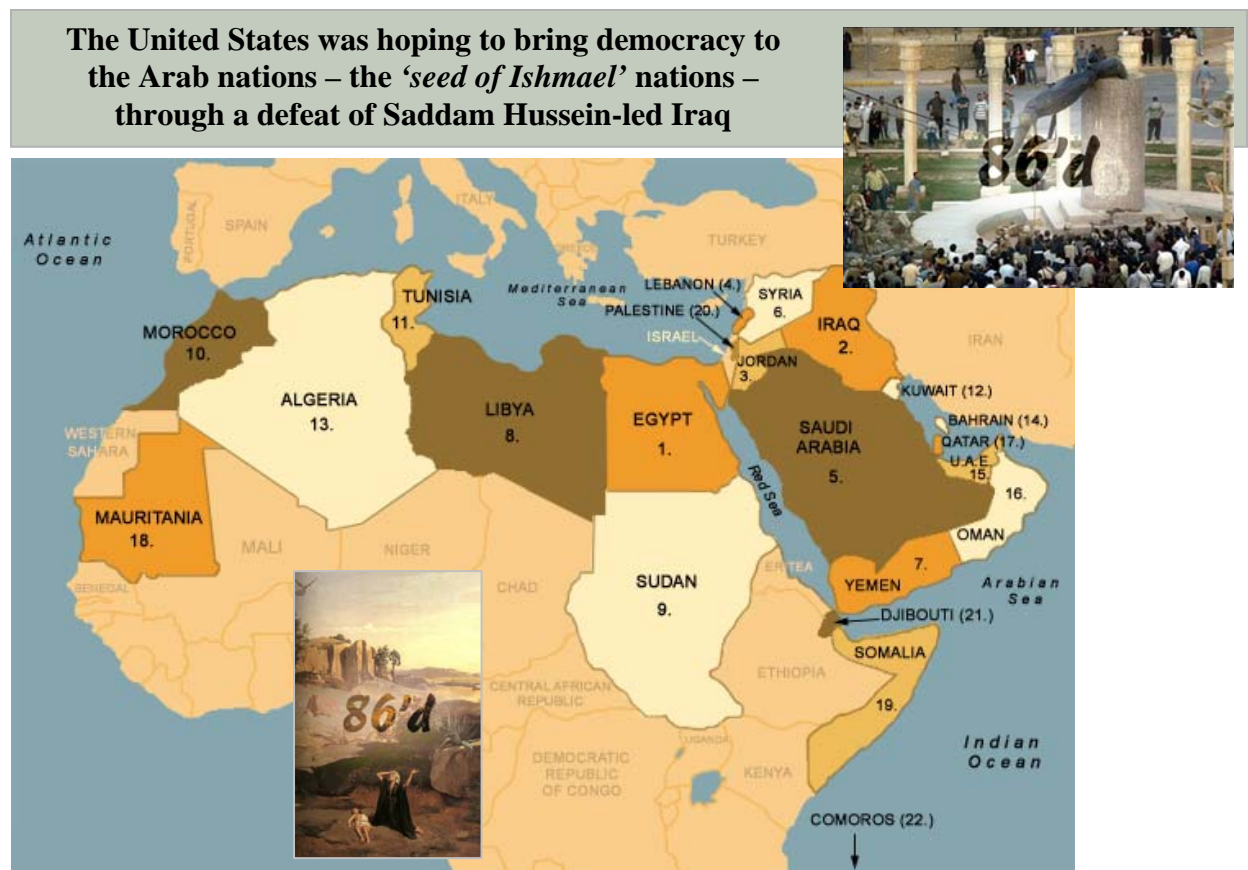 The United States was hoping to bring democracy to
the Arab nations – the ‘seed of Ishmael’ nations –
through a defeat of Saddam Hussein-led Iraq
86’d
Atlantic
Ocean
PORTUGAL
SPAIN
ITALY
GREECE
TURKEY
Mediterranean
Sea
LEBANON (4.)
PALESTINE (20.)
ISRAEL
SYRIA
6.
IRAQ
2.
IRAN
JORDAN
3.
KUWAIT (12.)
BAHRAIN (14.)
QATAR (17.)
U.A.E.
15.
16.
OMAN
MOROCCO
10.
TUNISIA
11.
ALGERIA
13.
LIBYA
8.
EGYPT
1.
SAUDI
ARABIA
5.
Red Sea
WESTERN
SAHARA
MAURITANIA
18.
MALI
NIGER
CHAD
SENEGAL
SUDAN
9.
ERITEA
7.
YEMEN
Arabian
Sea
DJIBOUTI (21.)
SOMALIA
19.
ETHIOPIA
CENTRAL AFRICAN
REPUBLIC
86’d
UGANDA
DEMOCRATIC
REPUBLIC
OF CONGO
KENYA
Indian
Ocean
COMOROS (22.)